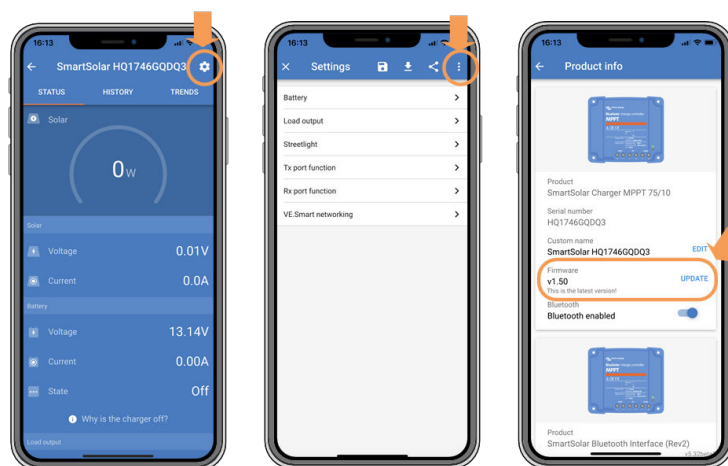 16:13
SmartSolar HQ1746GQDQ3
STATUS HISTORY TRENDS
Solar
0W
Solar
Voltage 0.01V
Current 0.0A
Battery
Voltage 13.14V
Current 0.00A
State Off
Why is the charger off?
Load output
16:13
Settings
Battery
Load output
Streetlight
Tx port function
Rx port function
VE.Smart networking
16:13
Product info
MPPT
Product
SmartSolar Charger MPPT 75/10
Serial number
HQ1746GQDQ3
Custom name
SmartSolar HQ1746GQDQ3 EDIT
Firmware
v1.50 UPDATE
This is the latest version!
Bluetooth
Bluetooth enabled
MPPT
Product
SmartSolar Bluetooth Interface (Rev2)